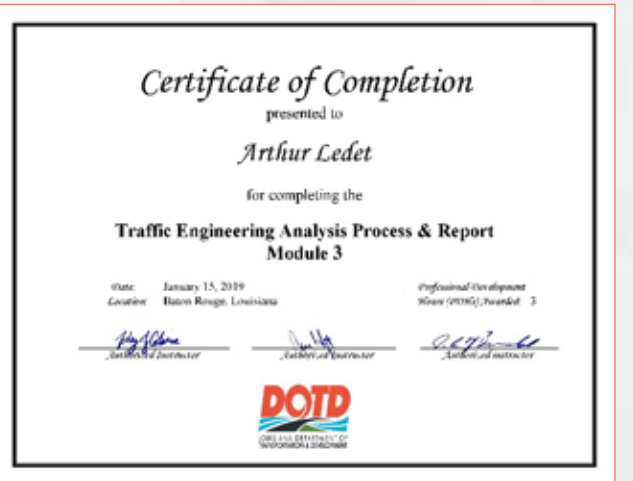 Certificate of Completion
presented to
Arthur Ledet
for completing the
Traffic Engineering Analysis Process & Report
Module 3
Date: January 15, 2019
Location: Baton Rouge, Louisiana
Professional Development
Hours (PDHs) Awarded: 3
Authorized Instructor
Authorized Instructor
Authorized Instructor
DOTD
LOUISIANA DEPARTMENT OF
TRANSPORTATION & DEVELOPMENT